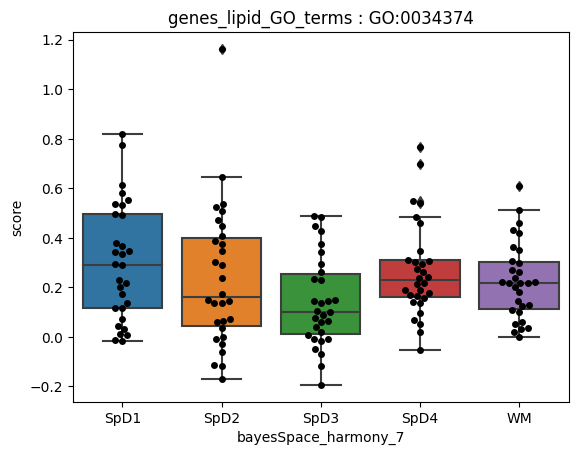 genes_lipid_GO_terms : GO:0034374
score
1.2
1.0
0.8
0.6
0.4
0.2
0.0
−0.2
SpD1 SpD2 SpD3 SpD4 WM
bayesSpace_harmony_7